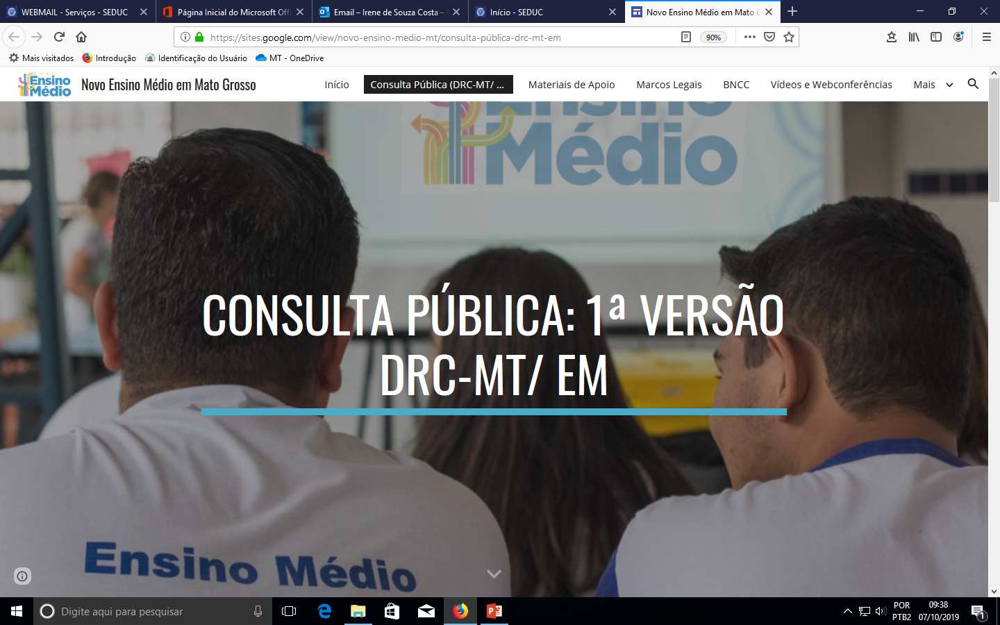 WEBMAIL - Serviços - SEDUC
Página Inicial do Microsoft Offi
Email – Irene de Souza Costa –
Início - SEDUC
Novo Ensino Médio em Mato G
https://sites.google.com/view/novo-ensino-medio-mt/consulta-pública-drc-mt-em
90%
Mais visitados
Introdução
Identificação do Usuário
MT - OneDrive
NOVO
Ensino
Médio
Novo Ensino Médio em Mato Grosso
Início
Consulta Pública (DRC-MT/ ...
Materiais de Apoio
Marcos Legais
BNCC
Vídeos e Webconferências
Mais
Ensino
Médio
CONSULTA PÚBLICA: 1ª VERSÃO
DRC-MT/ EM
Ensino Médio
Digite aqui para pesquisar
POR
PTB2
09:38
07/10/2019
1